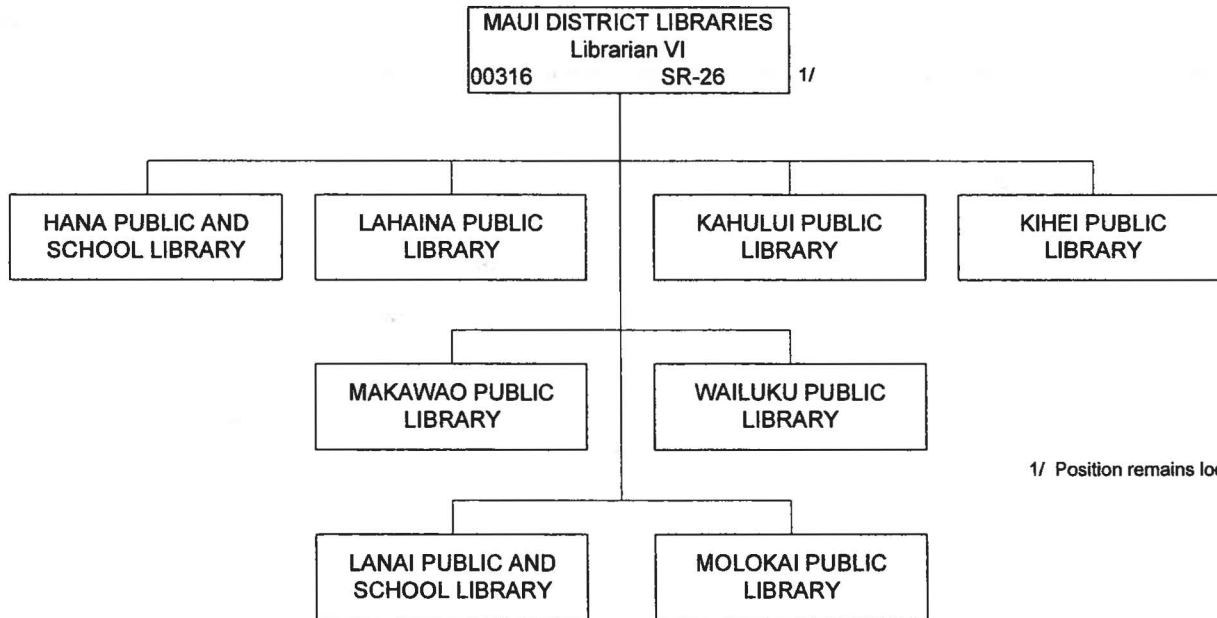 MAUI DISTRICT LIBRARIES
Librarian VI
00316 SR-26 1/
HANA PUBLIC AND
SCHOOL LIBRARY
LAHAINA PUBLIC
LIBRARY
KAHULUI PUBLIC
LIBRARY
KIHEI PUBLIC
LIBRARY
MAKAWAO PUBLIC
LIBRARY
WAILUKU PUBLIC
LIBRARY
1/ Position remains
LANAI PUBLIC AND
SCHOOL LIBRARY
MOLOKAI PUBLIC
LIBRARY